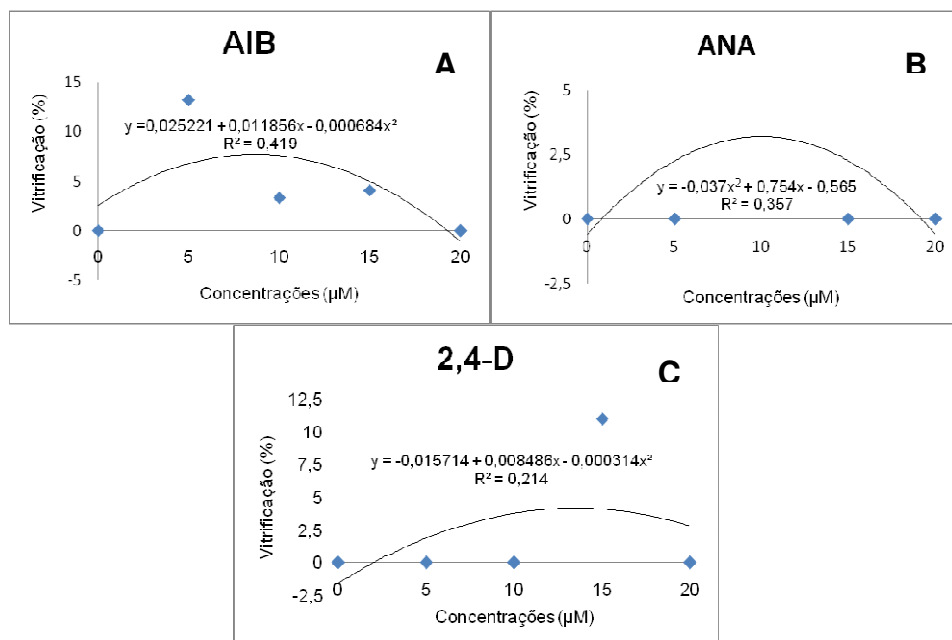 AIB
A
15
10
5
0
-5
y =0,025221 + 0,011856x - 0,000684x²
R² = 0,419
0 5 10 15 20
Vitrificação (%)
Concentrações (µM)
ANA
B
5
2,5
0
-2,5
y = -0,037x² + 0,754x - 0,565
R² = 0,357
0 5 10 15 20
Vitrificação (%)
Concentrações (µM)
2,4-D
C
12,5
10
7,5
5
2,5
0
-2,5
y = -0,015714 + 0,008486x - 0,000314x²
R² = 0,214
0 5 10 15 20
Vitrificação (%)
Concentrações (µM)